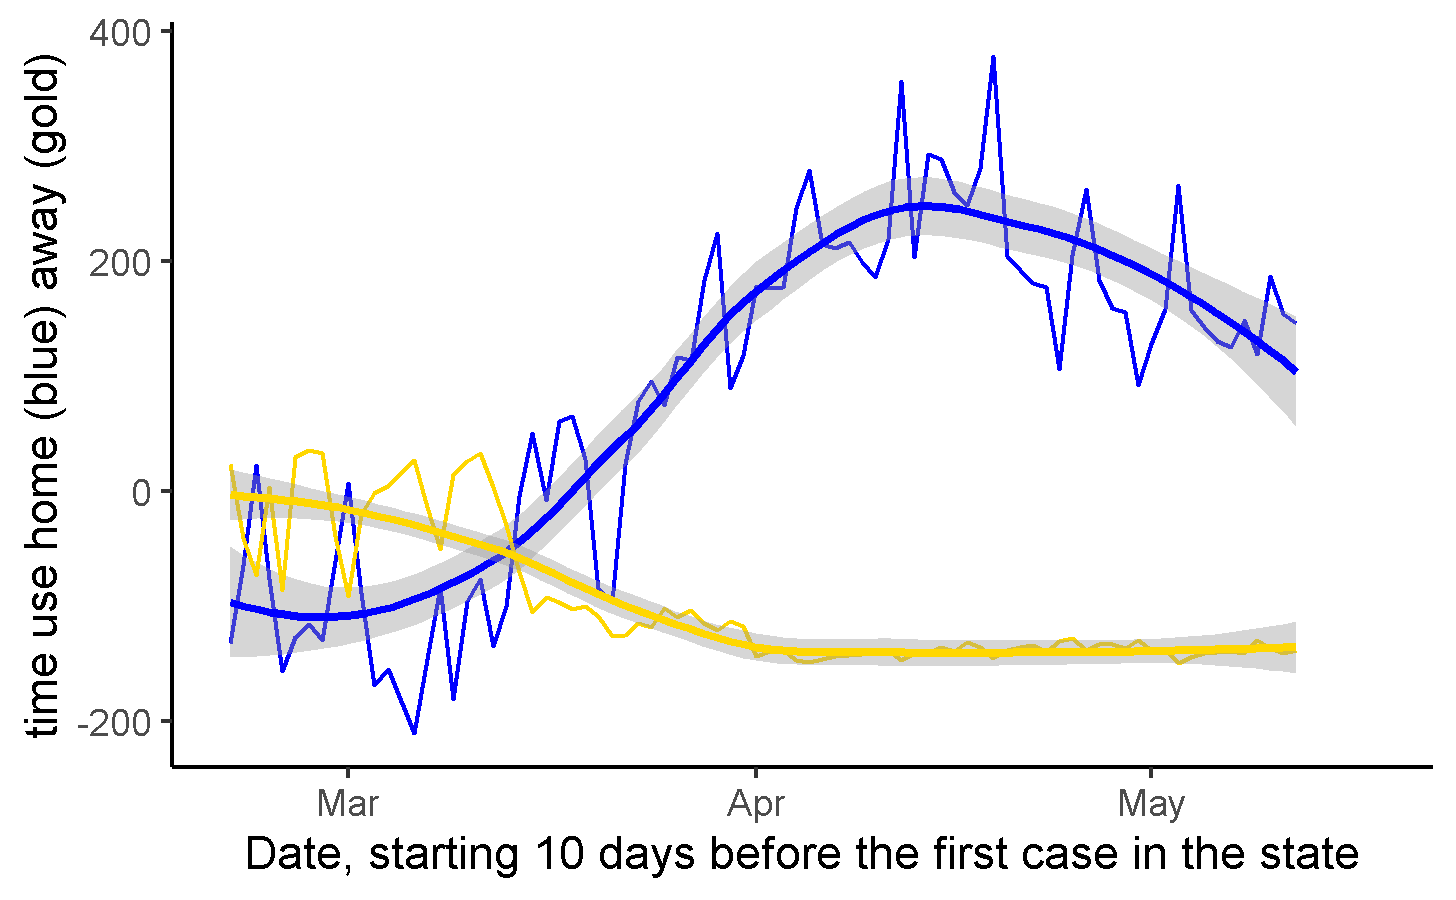 time use home (blue) away (gold)
400
200
0
-200
Mar
Apr
May
Date, starting 10 days before the first case in the state